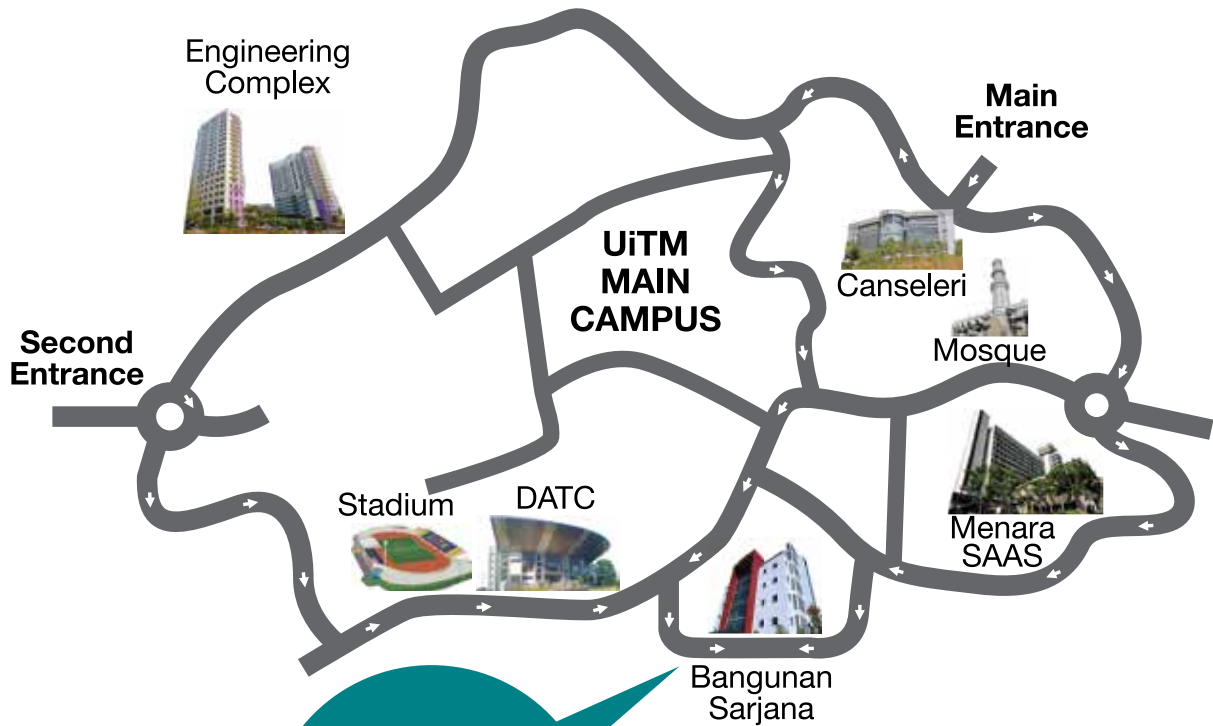 Engineering
Complex
Main
Entrance
UiTM
MAIN
CAMPUS
Canseleri
Mosque
Second
Entrance
Stadium
DATC
Menara
SAAS
Bangunan
Sarjana